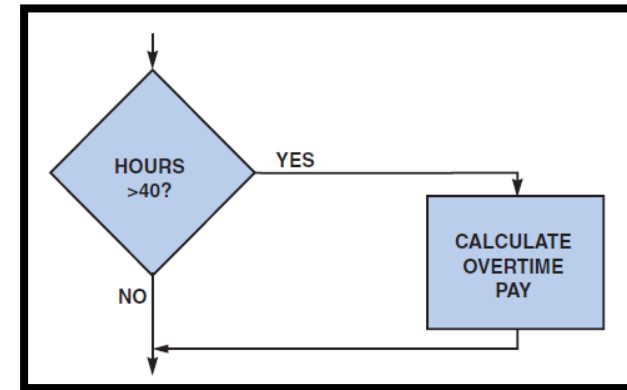 HOURS
>40?
YES
CALCULATE
OVERTIME
PAY
NO